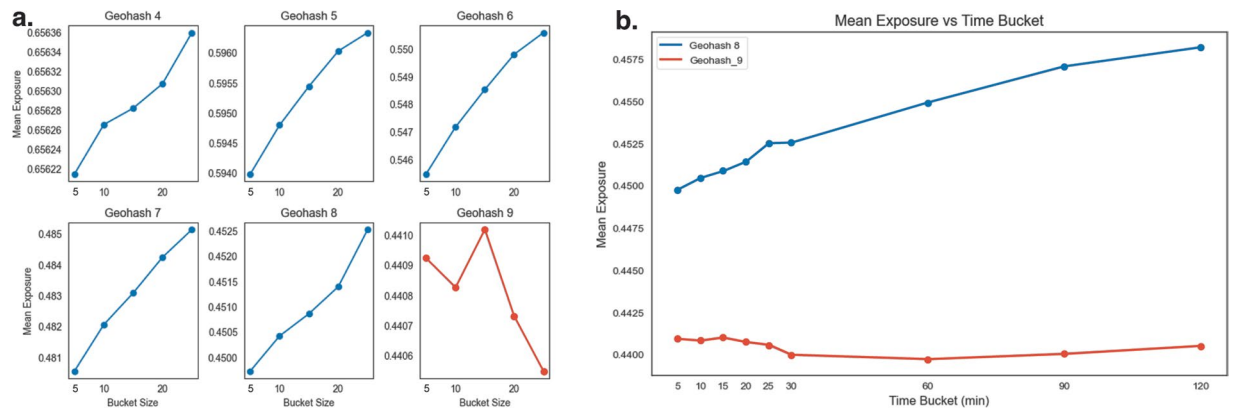 a.
Geohash 4
Mean Exposure
0.65636
0.65634
0.65632
0.65630
0.65628
0.65626
0.65624
0.65622
5 10 20
Geohash 5
0.5960
0.5955
0.5950
0.5945
0.5940
5 10 20
Geohash 6
0.550
0.549
0.548
0.547
0.546
5 10 20
Geohash 7
Mean Exposure
0.485
0.484
0.483
0.482
0.481
5 10 20
Bucket Size
Geohash 8
0.4525
0.4520
0.4515
0.4510
0.4505
0.4500
5 10 20
Bucket Size
Geohash 9
0.4410
0.4409
0.4408
0.4407
0.4406
5 10 20
Bucket Size
b.
Mean Exposure vs Time Bucket
Geohash 8
Geohash_9
Mean Exposure
0.4575
0.4550
0.4525
0.4500
0.4475
0.4450
0.4425
0.4400
5 10 15 20 25 30 60 90 120
Time Bucket (min)